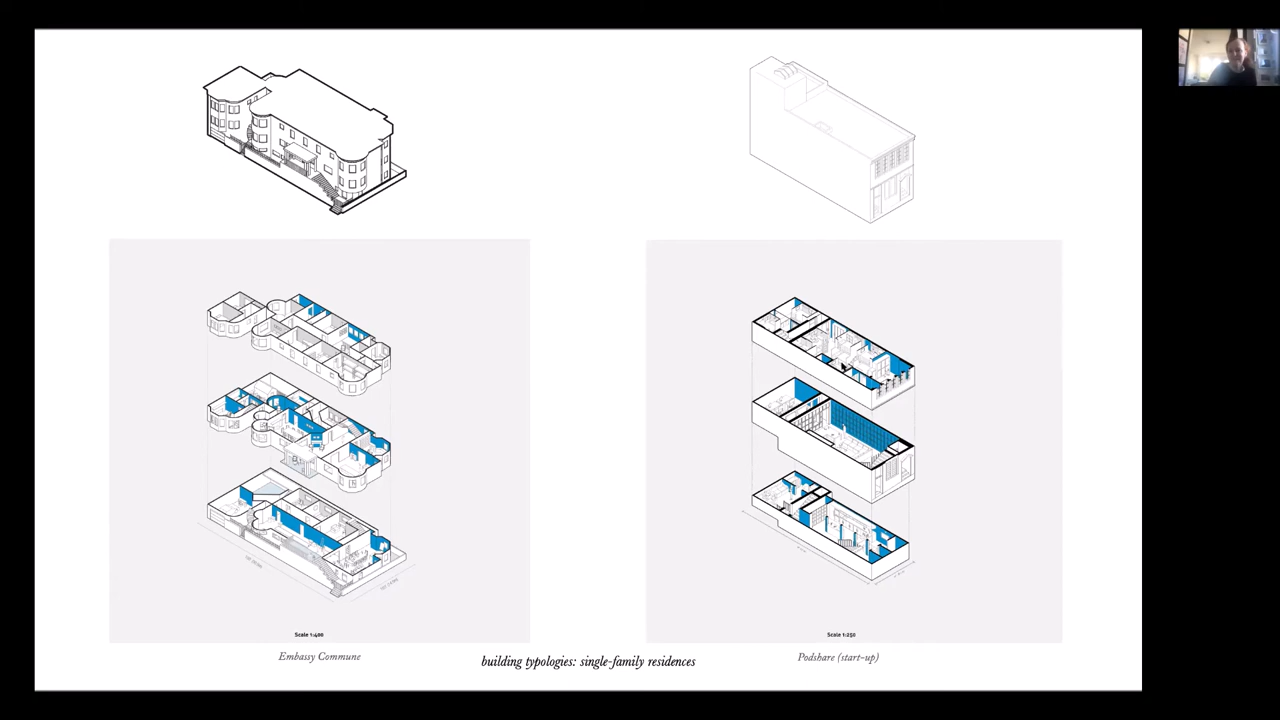 Scale 1:400
Scale 1:250
Embassy Commune
building typologies: single-family residences
Podshare (start-up)